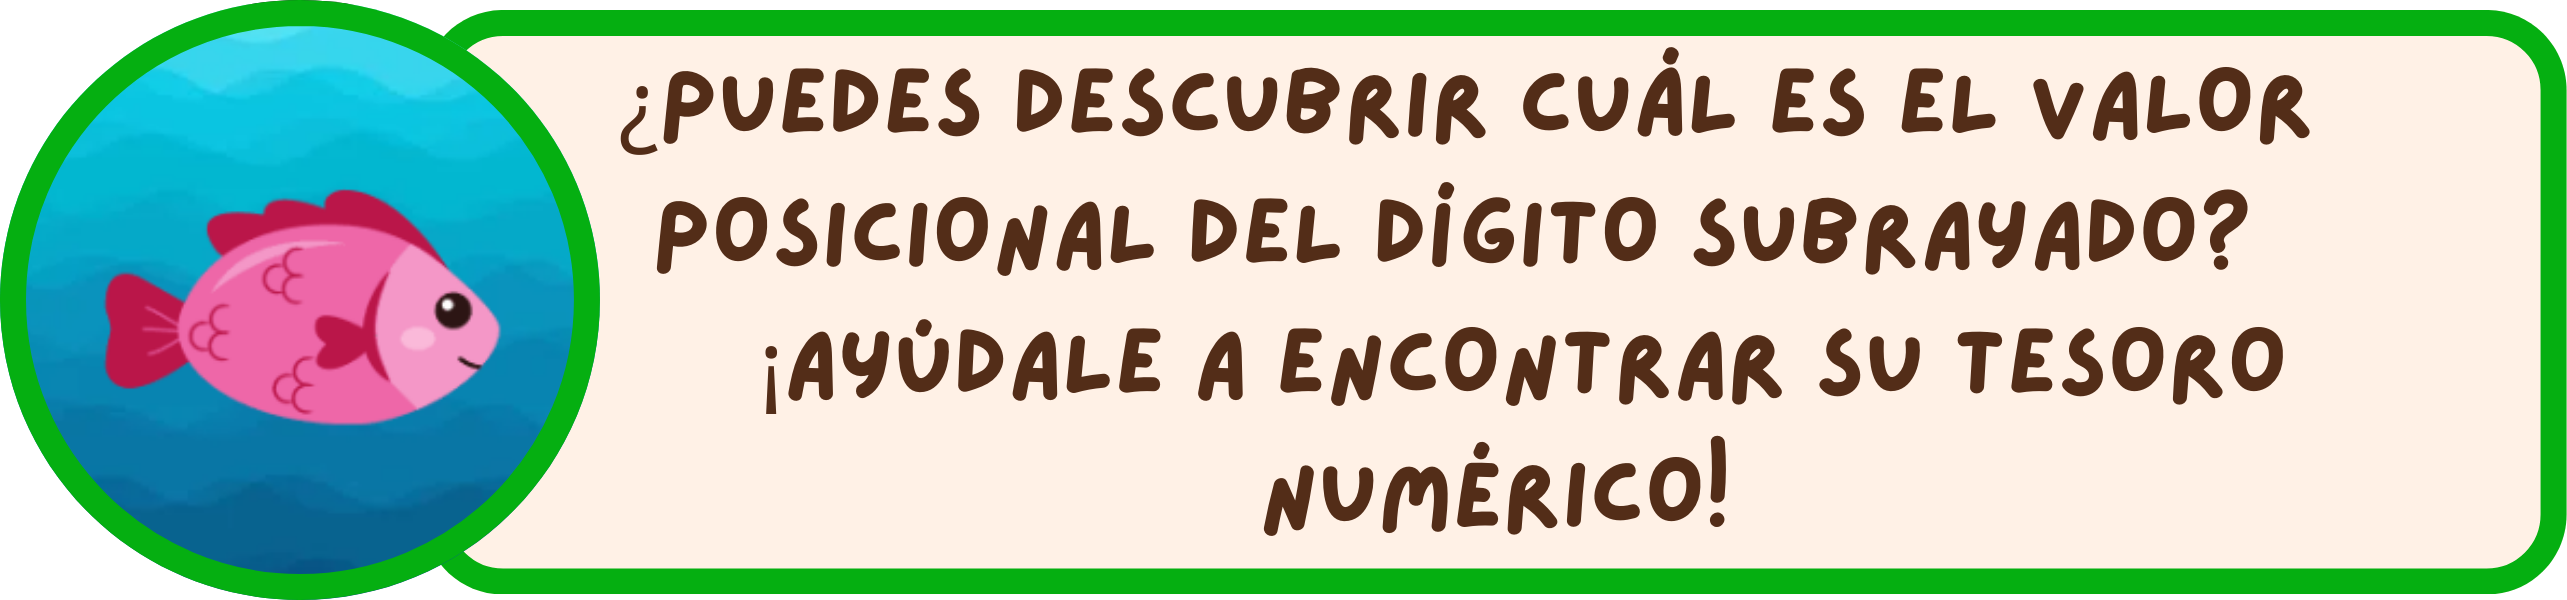 ¿PUEDES DESCUBRIR CUÁL ES EL VALOR
POSICIONAL DEL DÍGITO SUBRAYADO?
¡AYÚDALE A ENCONTRAR SU TESORO
NUMÉRICO!